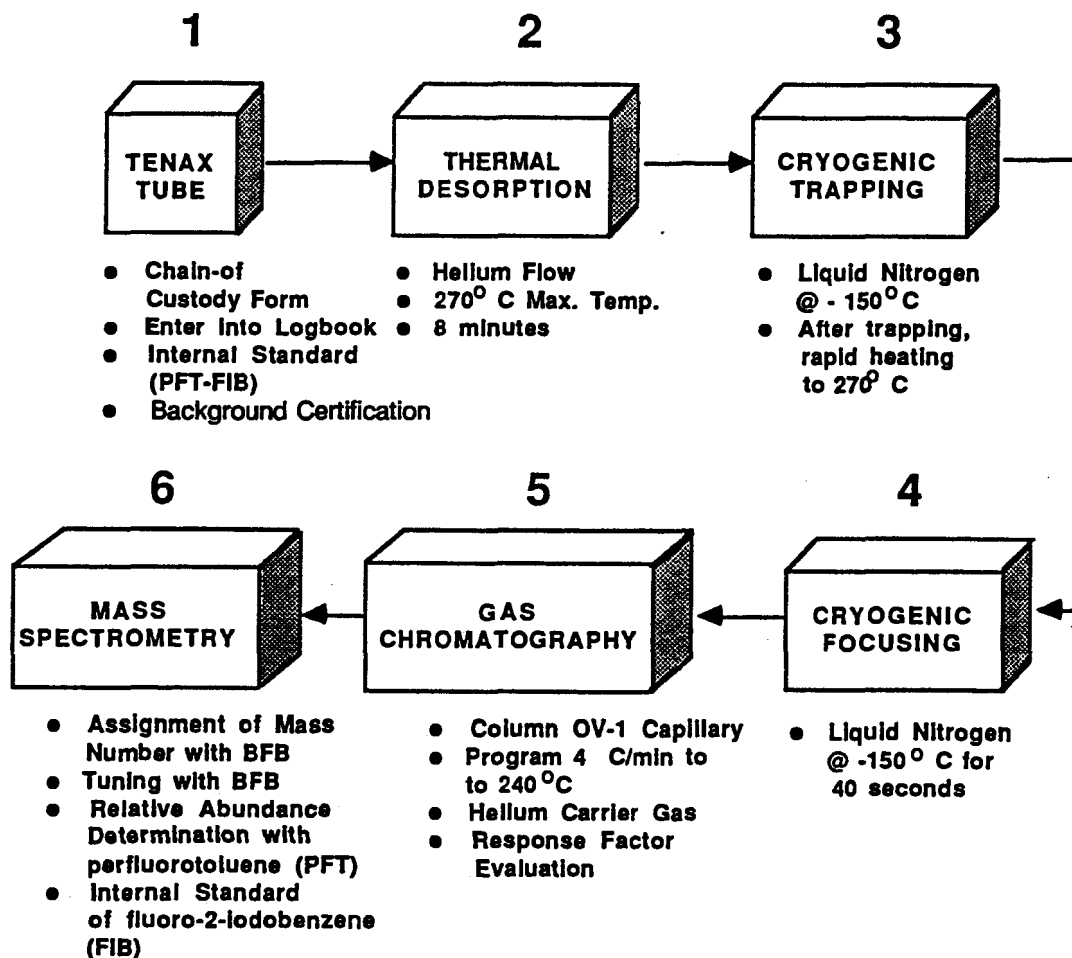 1
TENAX
TUBE
● Chain-of
Custody Form
● Enter into Logbook
● Internal Standard
(PFT-FIB)
● Background Certification
2
THERMAL
DESORPTION
● Helium Flow
● 270° C Max. Temp.
● 8 minutes
3
CRYOGENIC
TRAPPING
● Liquid Nitrogen
@ - 150°C
● After trapping,
rapid heating
to 270° C
4
CRYOGENIC
FOCUSING
● Liquid Nitrogen
@ -150° C for
40 seconds
5
GAS
CHROMATOGRAPHY
● Column OV-1 Capillary
● Program 4 C/min to
to 240°C
● Helium Carrier Gas
● Response Factor
Evaluation
6
MASS
SPECTROMETRY
● Assignment of Mass
Number with BFB
● Tuning with BFB
● Relative Abundance
Determination with
perfluorotoluene (PFT)
● Internal Standard
of fluoro-2-iodobenzene
(FIB)